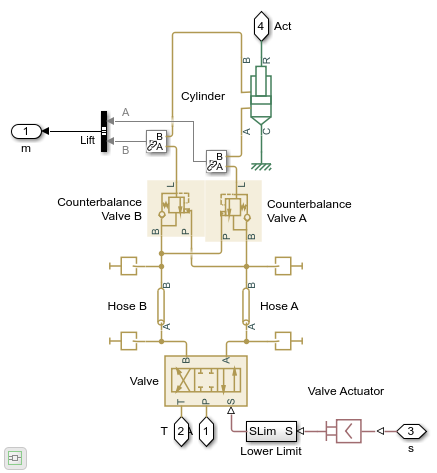 4 Act
B R
Cylinder
A
1
B
A
Lift
B
B
A
A C
m
L L
Counterbalance
Valve B
Counterbalance
Valve A
B P P B
B B
Hose B Hose A
A A
B A
Valve
T P S
Valve Actuator
T 2 A 1
SLim S
3
Lower Limit
s